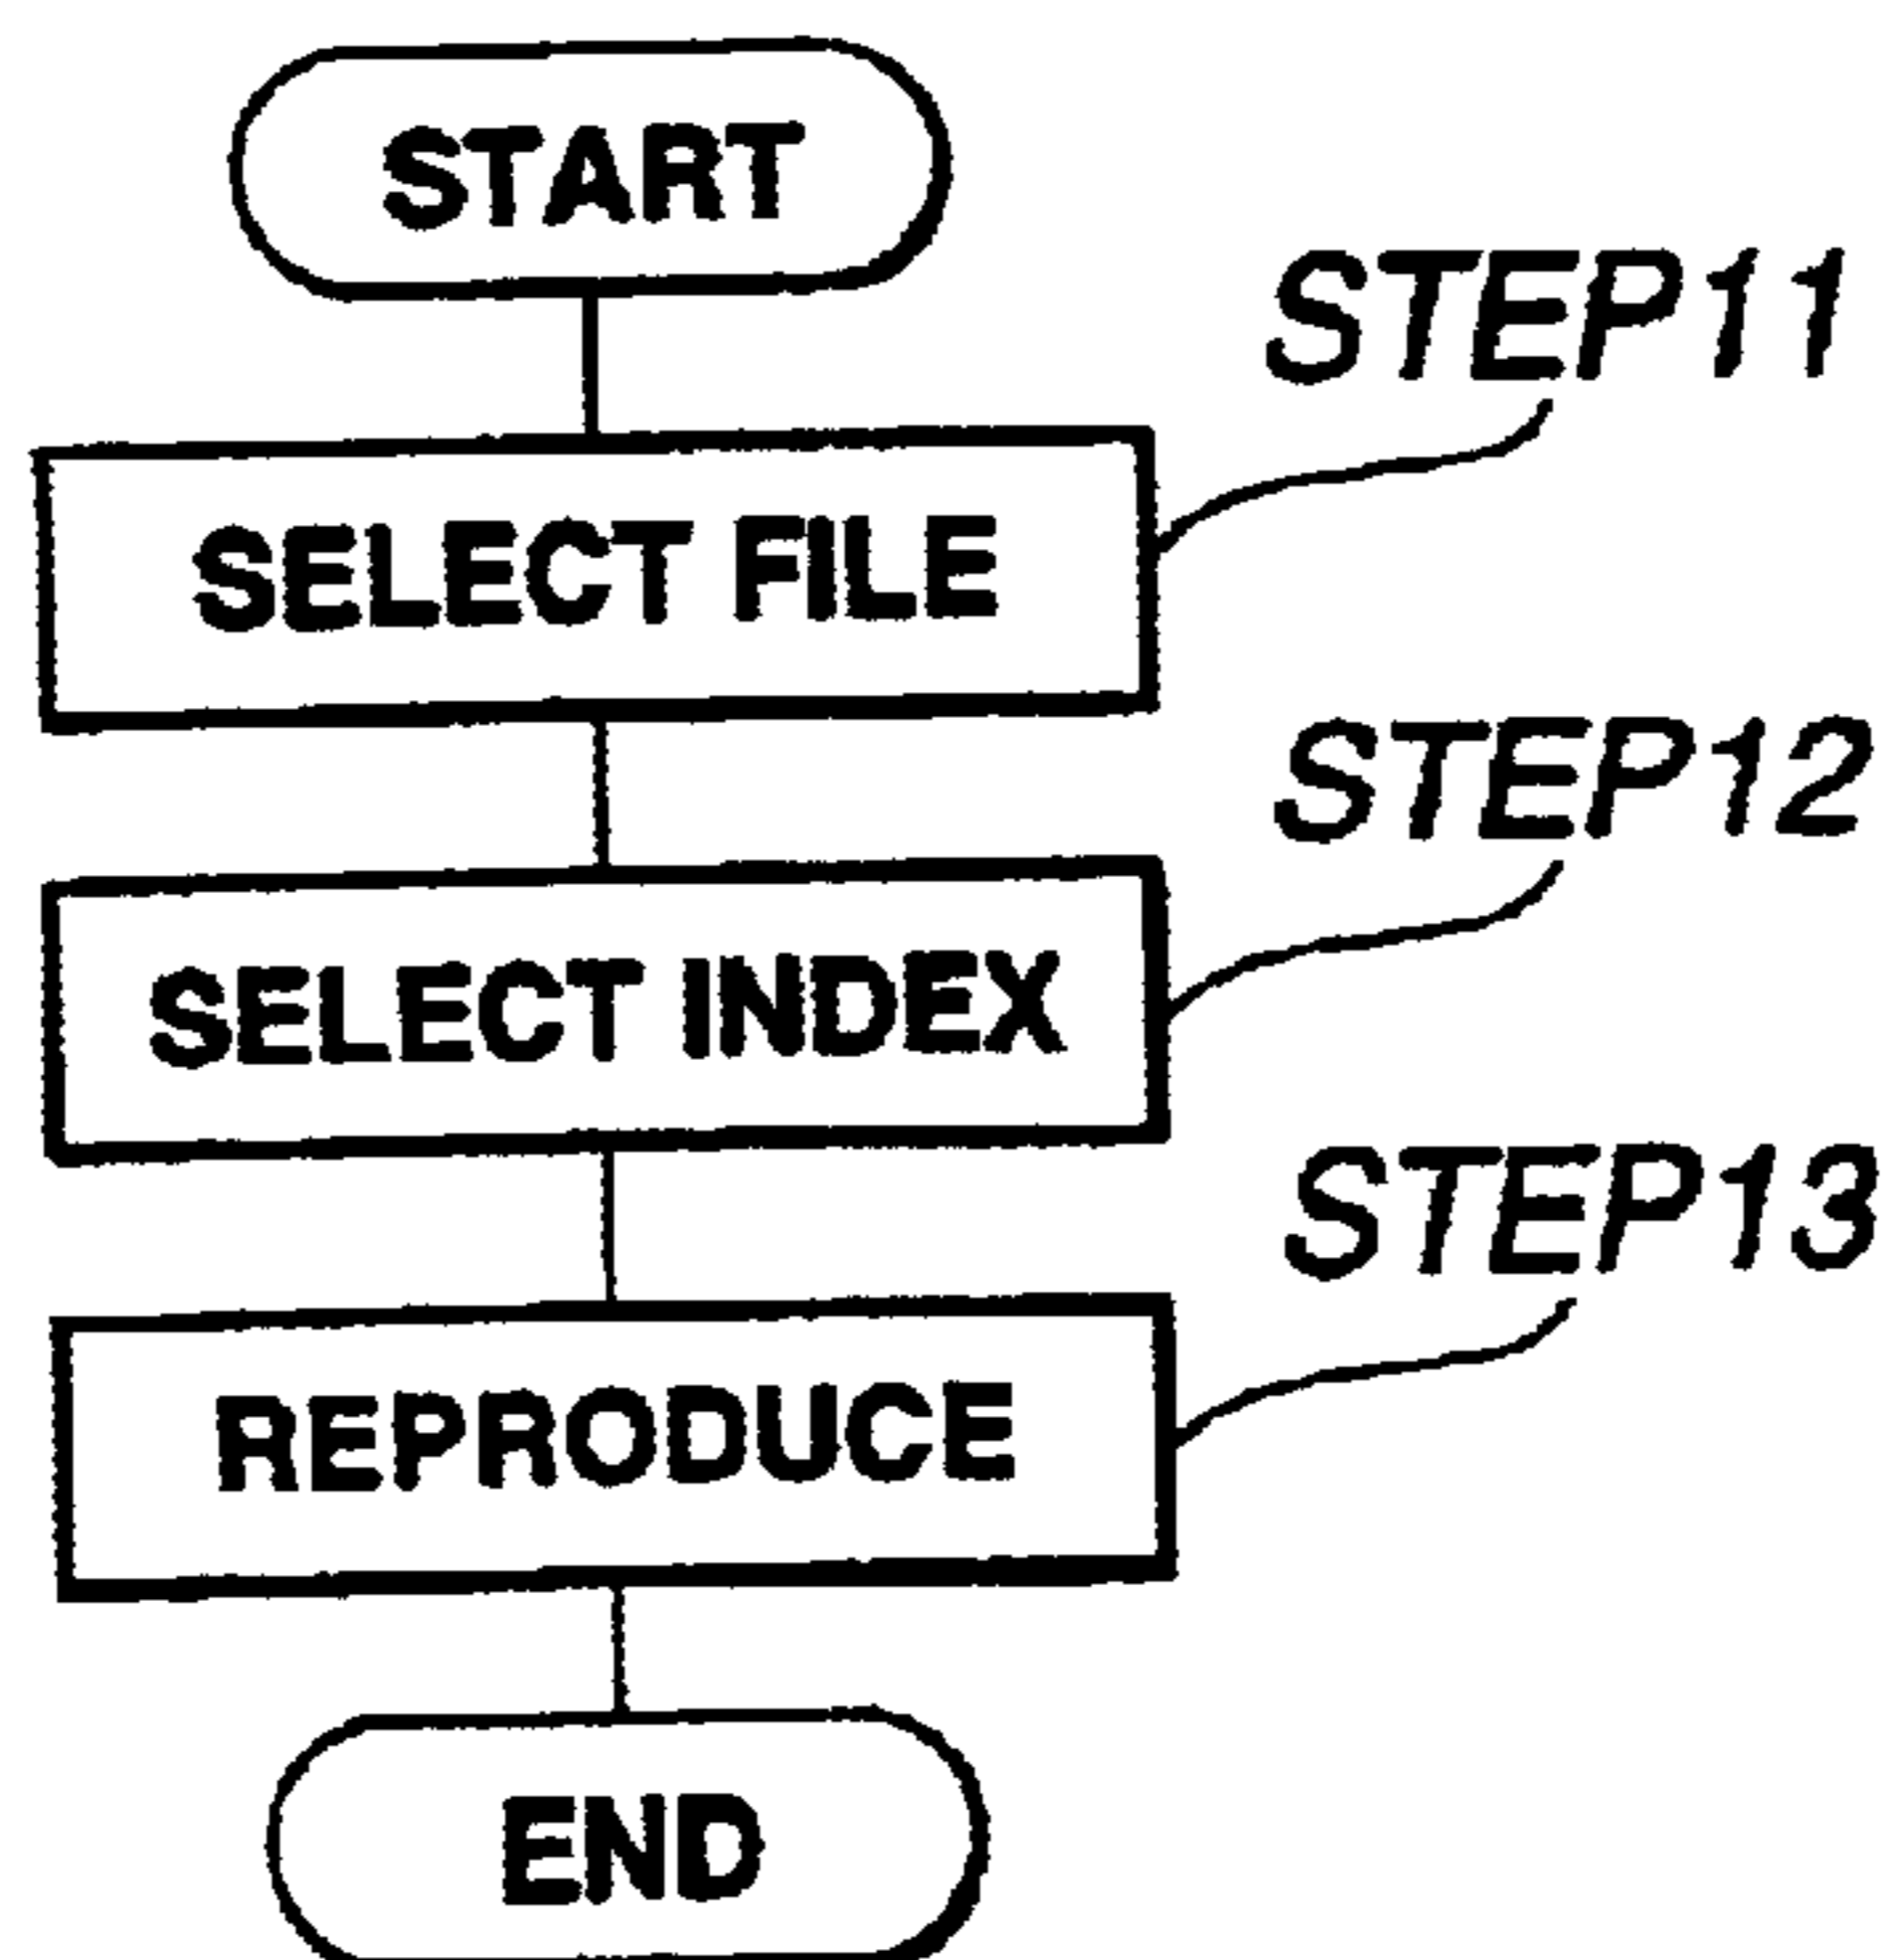 START
STEP11
SELECT FILE
STEP12
SELECT INDEX
STEP13
REPRODUCE
END